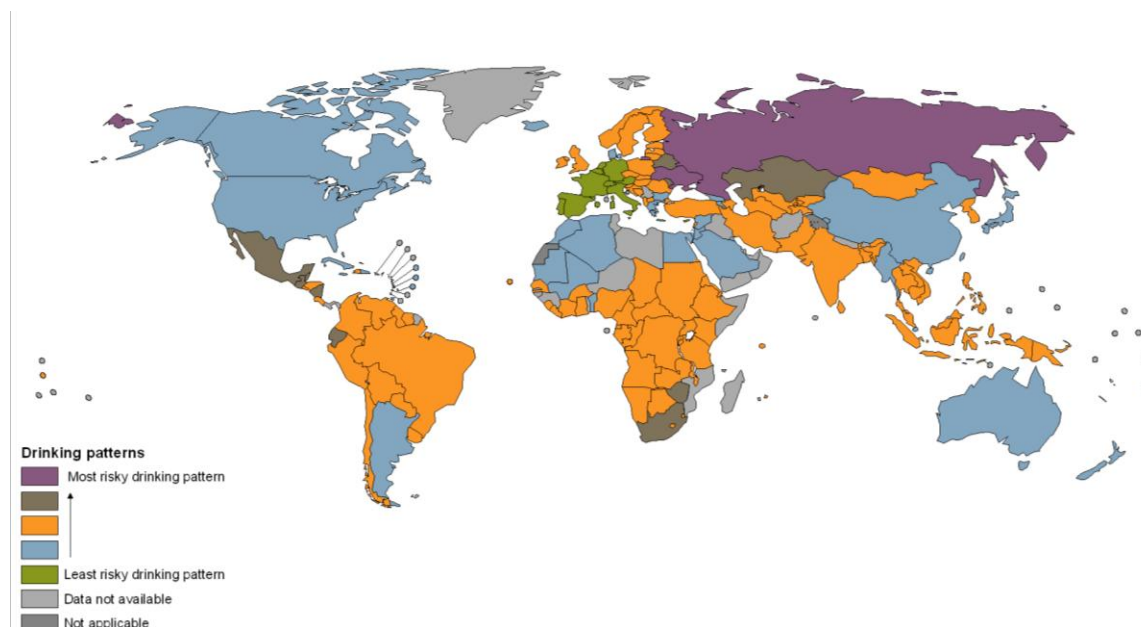 Drinking patterns
Most risky drinking pattern
Least risky drinking pattern
Data not available
Not applicable